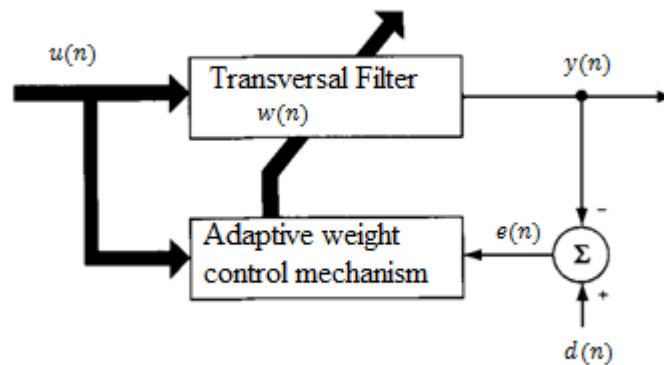 u(n)
Transversal Filter
w(n)
y(n)
-
Adaptive weight
control mechanism
e(n)
Σ
+
d(n)